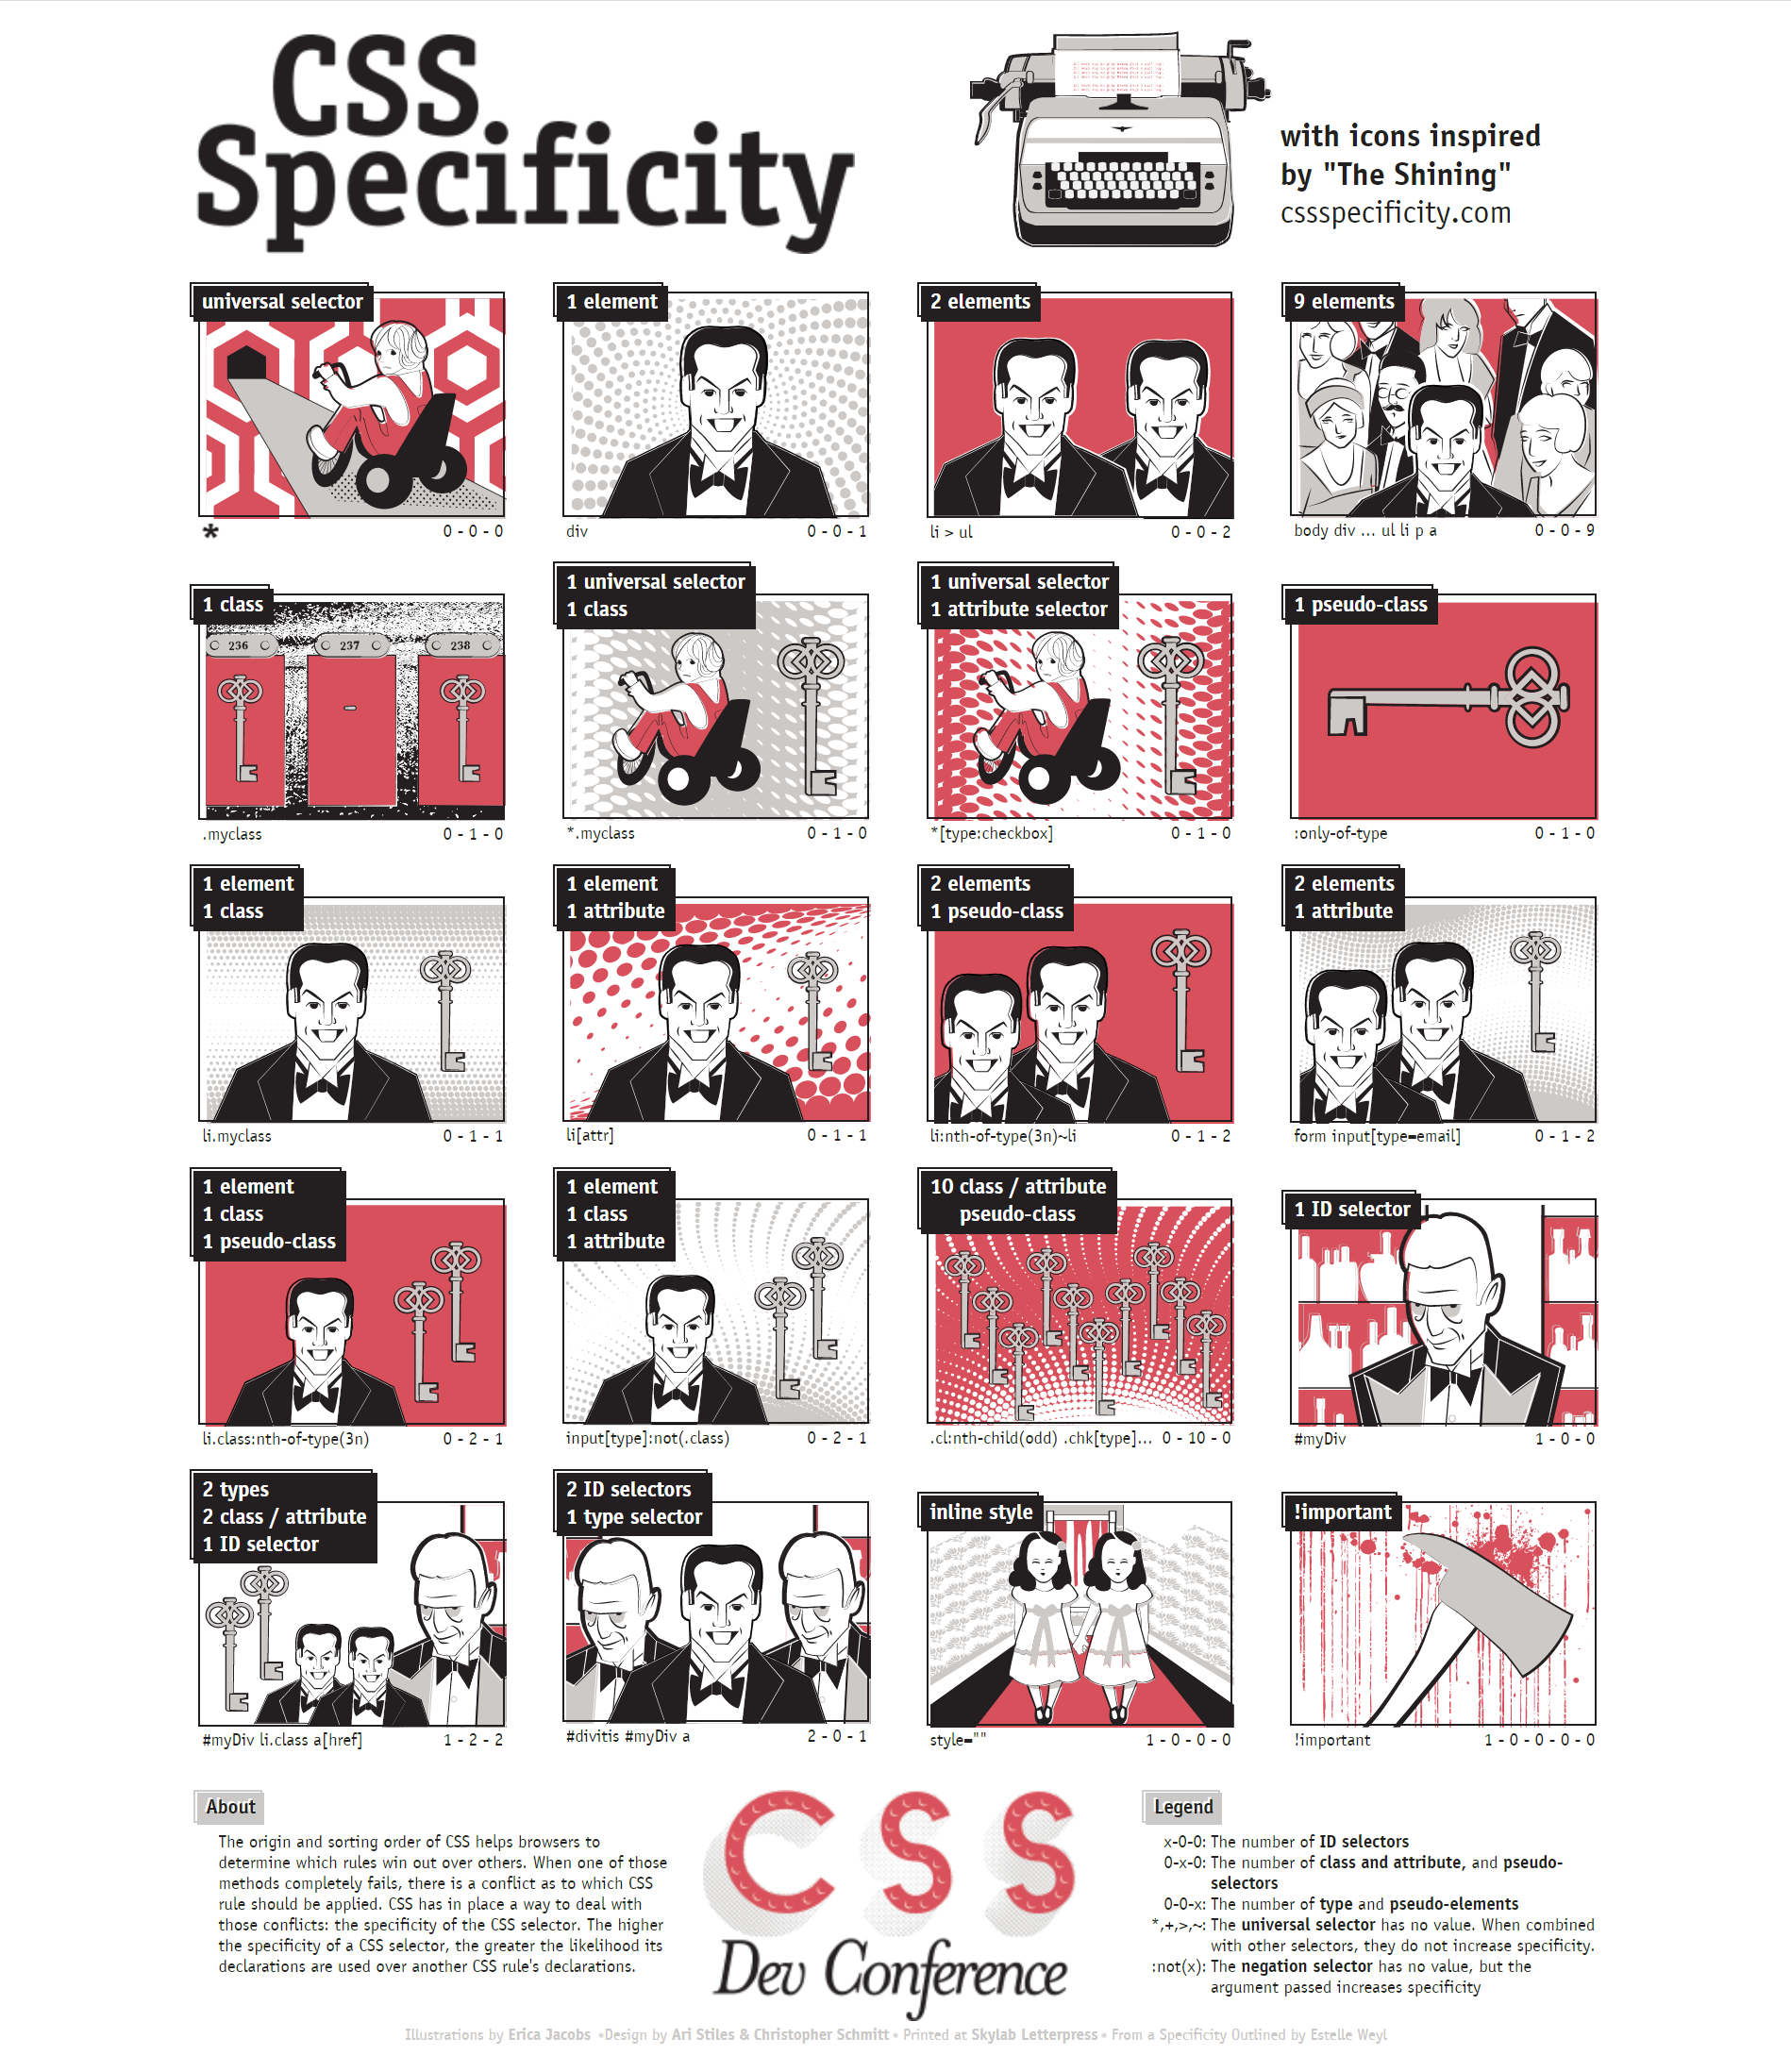 CSS
Specificity
with icons inspired
by "The Shining"
cssspecificity.com
universal selector
* 0 - 0 - 0
1 element
div 0 - 0 - 1
2 elements
li > ul 0 - 0 - 2
9 elements
body div ... ul li p a 0 - 0 - 9
1 class
236 237 238
.myclass 0 - 1 - 0
1 universal selector
1 class
*.myclass 0 - 1 - 0
1 universal selector
1 attribute selector
*[type:checkbox] 0 - 1 - 0
1 pseudo-class
:only-of-type 0 - 1 - 0
1 element
1 class
li.myclass 0 - 1 - 1
1 element
1 attribute
li[attr] 0 - 1 - 1
2 elements
1 pseudo-class
li:nth-of-type(3n)~li 0 - 1 - 2
2 elements
1 attribute
form input[type=email] 0 - 1 - 2
1 element
1 class
1 pseudo-class
li.class:nth-of-type(3n) 0 - 2 - 1
1 element
1 class
1 attribute
input[type]:not(.class) 0 - 2 - 1
10 class / attribute
pseudo-class
.cl:nth-child(odd) .chk[type]... 0 - 10 - 0
1 ID selector
#myDiv 1 - 0 - 0
2 types
2 class / attribute
1 ID selector
#myDiv li.class a[href] 1 - 2 - 2
2 ID selectors
1 type selector
#divitis #myDiv a 2 - 0 - 1
inline style
style="" 1 - 0 - 0 - 0
!important
!important 1 - 0 - 0 - 0 - 0
About
The origin and sorting order of CSS helps browsers to
determine which rules win out over others. When one of those
methods completely fails, there is a conflict as to which CSS
rule should be applied. CSS has in place a way to deal with
those conflicts: the specificity of the CSS selector. The higher
the specificity of a CSS selector, the greater the likelihood its
declarations are used over another CSS rule's declarations.
CSS
Dev Conference
Legend
x-0-0: The number of ID selectors
0-x-0: The number of class and attribute, and pseudo-
selectors
0-0-x: The number of type and pseudo-elements
*,+,>,~: The universal selector has no value. When combined
with other selectors, they do not increase specificity.
:not(x): The negation selector has no value, but the
argument passed increases specificity
Illustrations by Erica Jacobs •Design by Ari Stiles & Christopher Schmitt • Printed at Skylab Letterpress • From a Specificity Outlined by Estelle Weyl